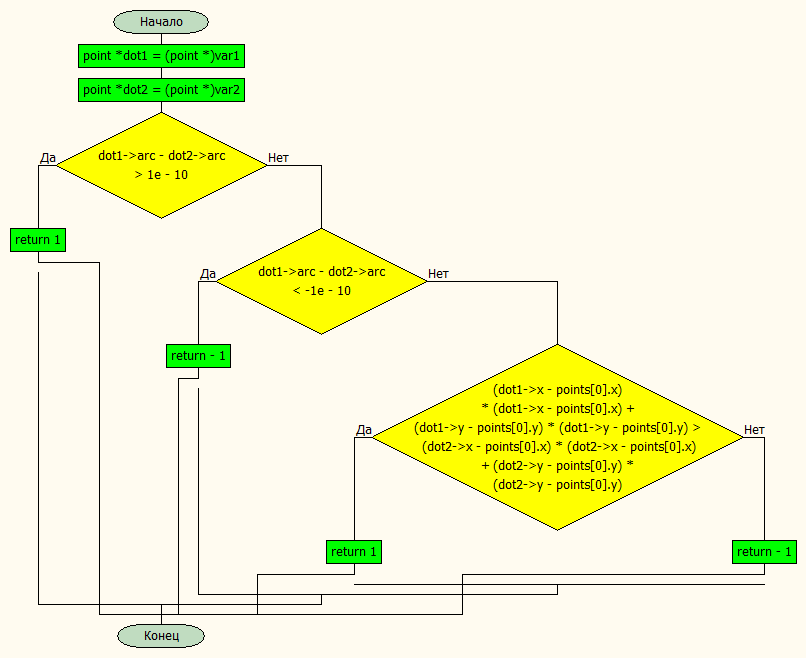 Начало
point *dot1 = (point *)var1
point *dot2 = (point *)var2
Да
dot1->arc - dot2->arc
> 1e - 10
Нет
return 1
Да
dot1->arc - dot2->arc
< -1e - 10
Нет
return - 1
Да
(dot1->x - points[0].x)
* (dot1->x - points[0].x) +
(dot1->y - points[0].y) * (dot1->y - points[0].y) >
(dot2->x - points[0].x) * (dot2->x - points[0].x)
+ (dot2->y - points[0].y) *
(dot2->y - points[0].y)
Нет
return 1
return - 1
Конец